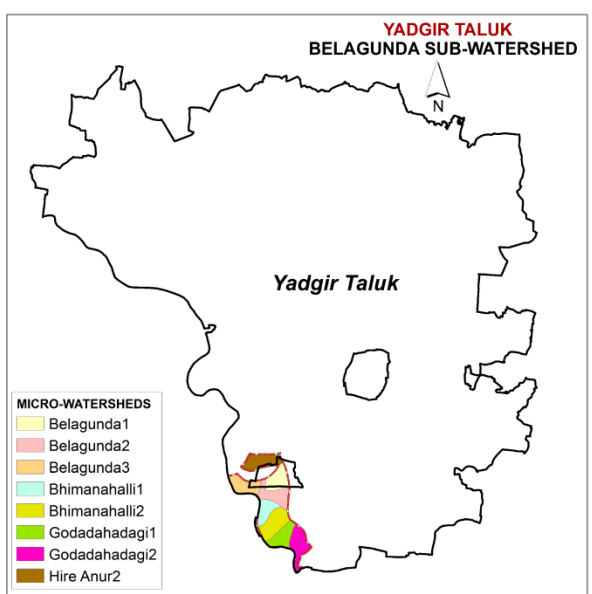 YADGIR TALUK
BELAGUNDA SUB-WATERSHED
N
Yadgir Taluk
MICRO-WATERSHEDS
Belagunda1
Belagunda2
Belagunda3
Bhimanahalli1
Bhimanahalli2
Godadahadagi1
Godadahadagi2
Hire Anur2